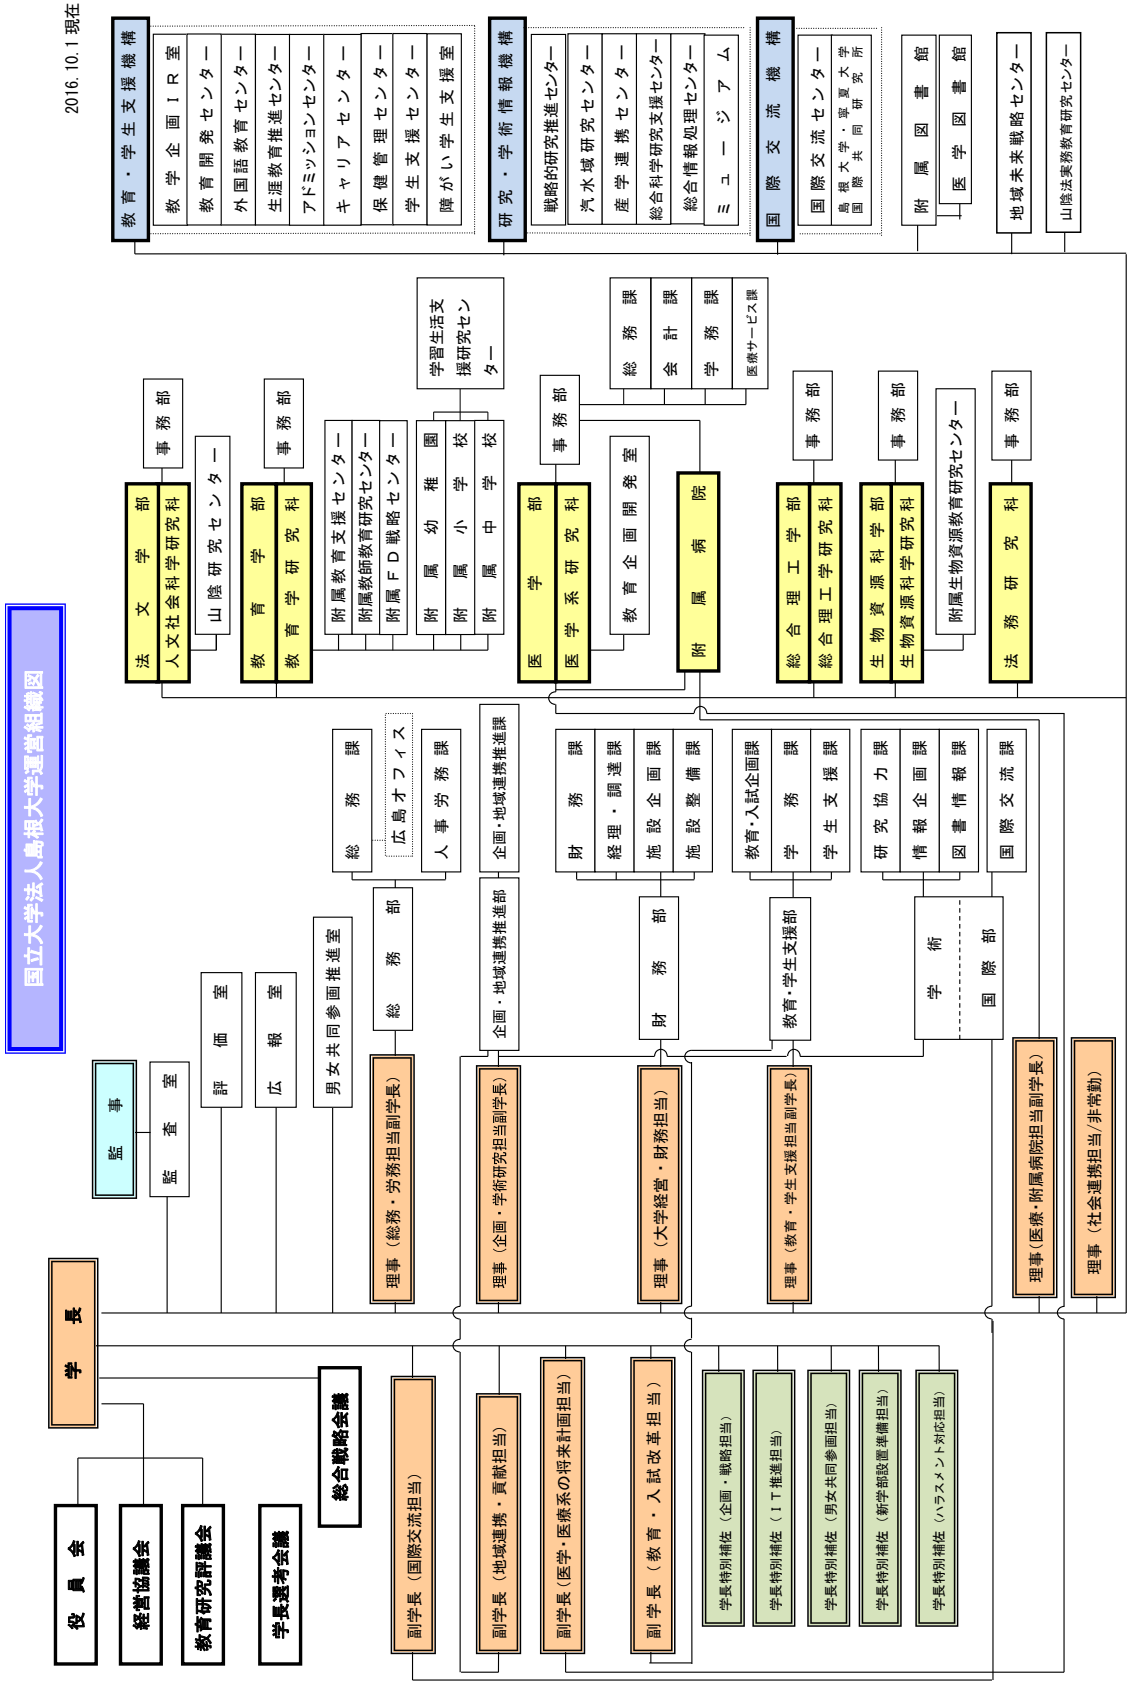 国立大学法人島根大学運営組織図
2016.10.1現在
役員会
経営協議会
教育研究評議会
学長選考会議
総合戦略会議
学長
監事
監査室
評価室
広報室
男女共同参画推進室
副学長（国際交流担当）
副学長（地域連携・貢献担当）
副学長（医学・医療系の将来計画担当）
副学長（教育・入試改革担当）
学長特別補佐（企画・戦略担当）
学長特別補佐（IT推進担当）
学長特別補佐（男女共同参画担当）
学長特別補佐（新学部設置準備担当）
学長特別補佐（ハラスメント対応担当）
理事（総務・労務担当副学長）
理事（企画・学術研究担当副学長）
理事（大学経営・財務担当）
理事（教育・学生支援担当副学長）
理事（医療・附属病院担当副学長）
理事（社会連携担当/非常勤）
総務部
総務課
広島オフィス
人事労務課
企画・地域連携推進部
企画・地域連携推進課
財務部
財務課
経理・調達課
施設企画課
施設整備課
教育・学生支援部
教育・入試企画課
学務課
学生支援課
学術
国際部
研究協力課
情報企画課
図書情報課
国際交流課
法文学部
人文社会科学研究科
事務部
山陰研究センター
教育学部
教育学研究科
事務部
附属教育支援センター
附属教師教育研究センター
附属FD戦略センター
附属幼稚園
附属小学校
附属中学校
学習生活支
援研究セン
ター
医学部
医学系研究科
事務部
教育企画開発室
総務課
会計課
学務課
医療サービス課
附属病院
総合理工学部
総合理工学研究科
事務部
生物資源科学部
生物資源科学研究科
事務部
附属生物資源教育研究センター
法務研究科
事務部
教育・学生支援機構
教学企画IR室
教育開発センター
外国語教育センター
生涯教育推進センター
アドミッションセンター
キャリアセンター
保健管理センター
学生支援センター
障がい学生支援室
研究・学術情報機構
戦略的研究推進センター
汽水域研究センター
産学連携センター
総合科学研究支援センター
総合情報処理センター
ミュージアム
国際交流機構
国際交流センター
島根大学・寧夏大学
国際共同研究所
附属図書館
医学図書館
地域未来戦略センター
山陰法実務教育研究センター